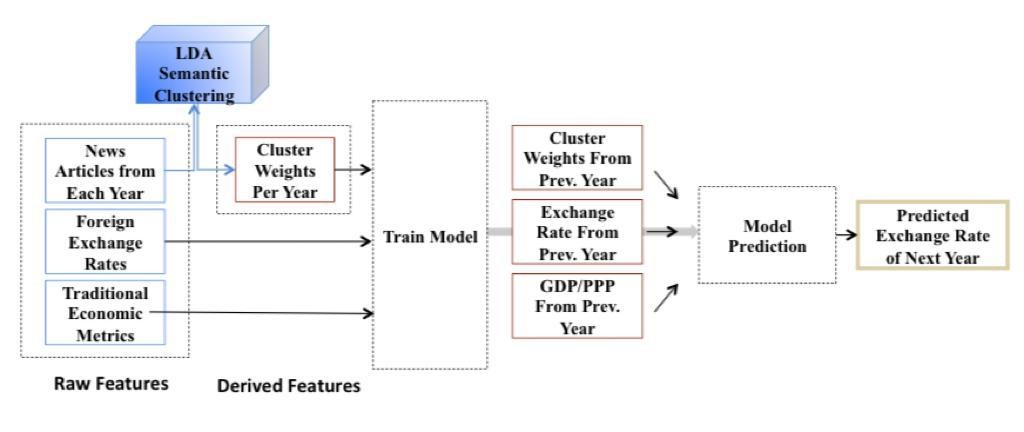 LDA
Semantic
Clustering
News
Articles from
Each Year
Cluster
Weights
Per Year
Foreign
Exchange
Rates
Traditional
Economic
Metrics
Raw Features
Derived Features
Train Model
Cluster
Weights From
Prev. Year
Exchange
Rate From
Prev. Year
GDP/PPP
From Prev.
Year
Model
Prediction
Predicted
Exchange Rate
of Next Year